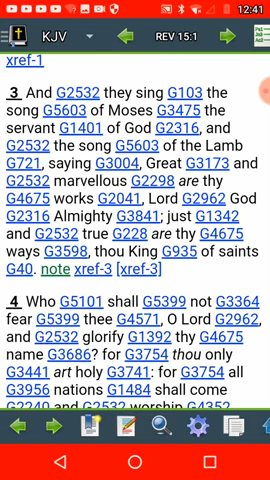 12:41
KJV
REV 15:1
xref-1
3 And G2532 they sing G103 the
song G5603 of Moses G3475 the
servant G1401 of God G2316, and
G2532 the song G5603 of the Lamb
G721, saying G3004, Great G3173 and
G2532 marvellous G2298 are thy
G4675 works G2041, Lord G2962 God
G2316 Almighty G3841; just G1342
and G2532 true G228 are thy G4675
ways G3598, thou King G935 of saints
G40. note xref-3 [xref-3]
4 Who G5101 shall G5399 not G3364
fear G5399 thee G4571, O Lord G2962,
and G2532 glorify G1392 thy G4675
name G3686? for G3754 thou only
G3441 art holy G3741: for G3754 all
G3956 nations G1484 shall come
G2240 and G2532 worship G4352